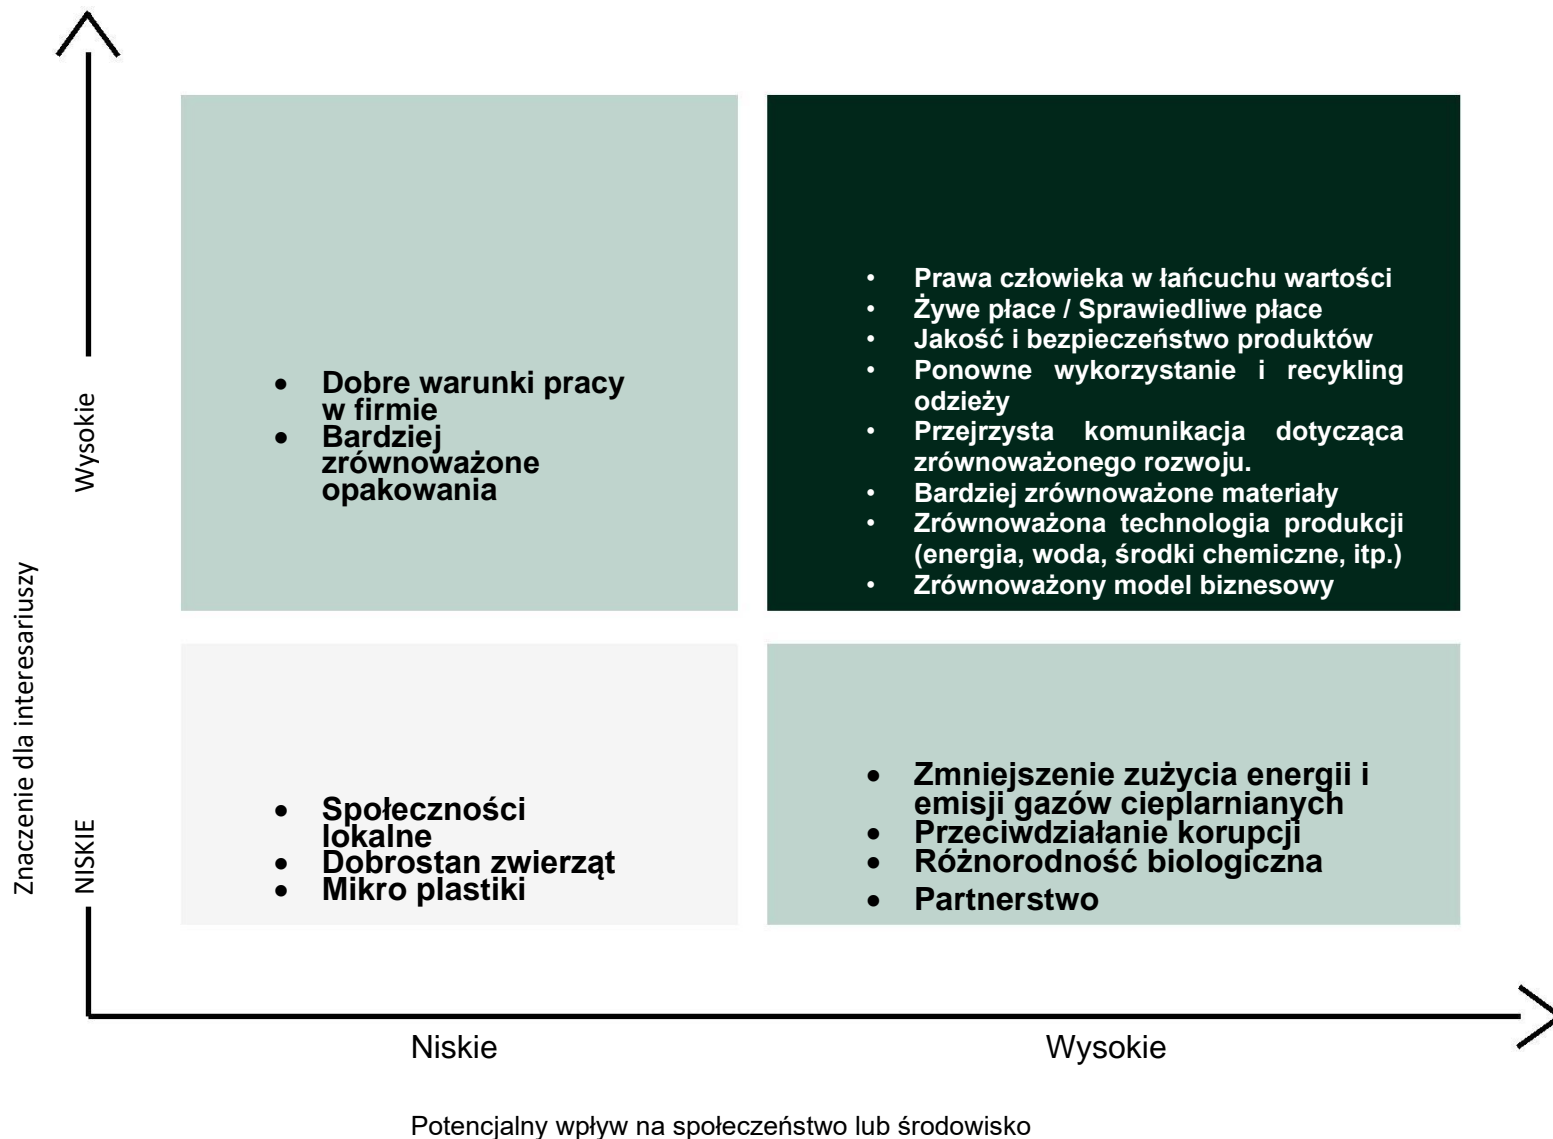 Znaczenie dla interesariuszy
Wysokie
NISKIE
Dobre warunki pracy
w firmie
Bardziej
zrównoważone
opakowania
Prawa człowieka w łańcuchu wartości
Żywe płace / Sprawiedliwe płace
Jakość i bezpieczeństwo produktów
Ponowne wykorzystanie i recykling
odzieży
Przejrzysta komunikacja dotycząca
zrównoważonego rozwoju.
Bardziej zrównoważone materiały
Zrównoważona technologia produkcji
(energia, woda, środki chemiczne, itp.)
Zrównoważony model biznesowy
Społeczności
lokalne
Dobrostan zwierząt
Mikro plastiki
Zmniejszenie zużycia energii i
emisji gazów cieplarnianych
Przeciwdziałanie korupcji
Różnorodność biologiczna
Partnerstwo
Niskie
Wysokie
Potencjalny wpływ na społeczeństwo lub środowisko